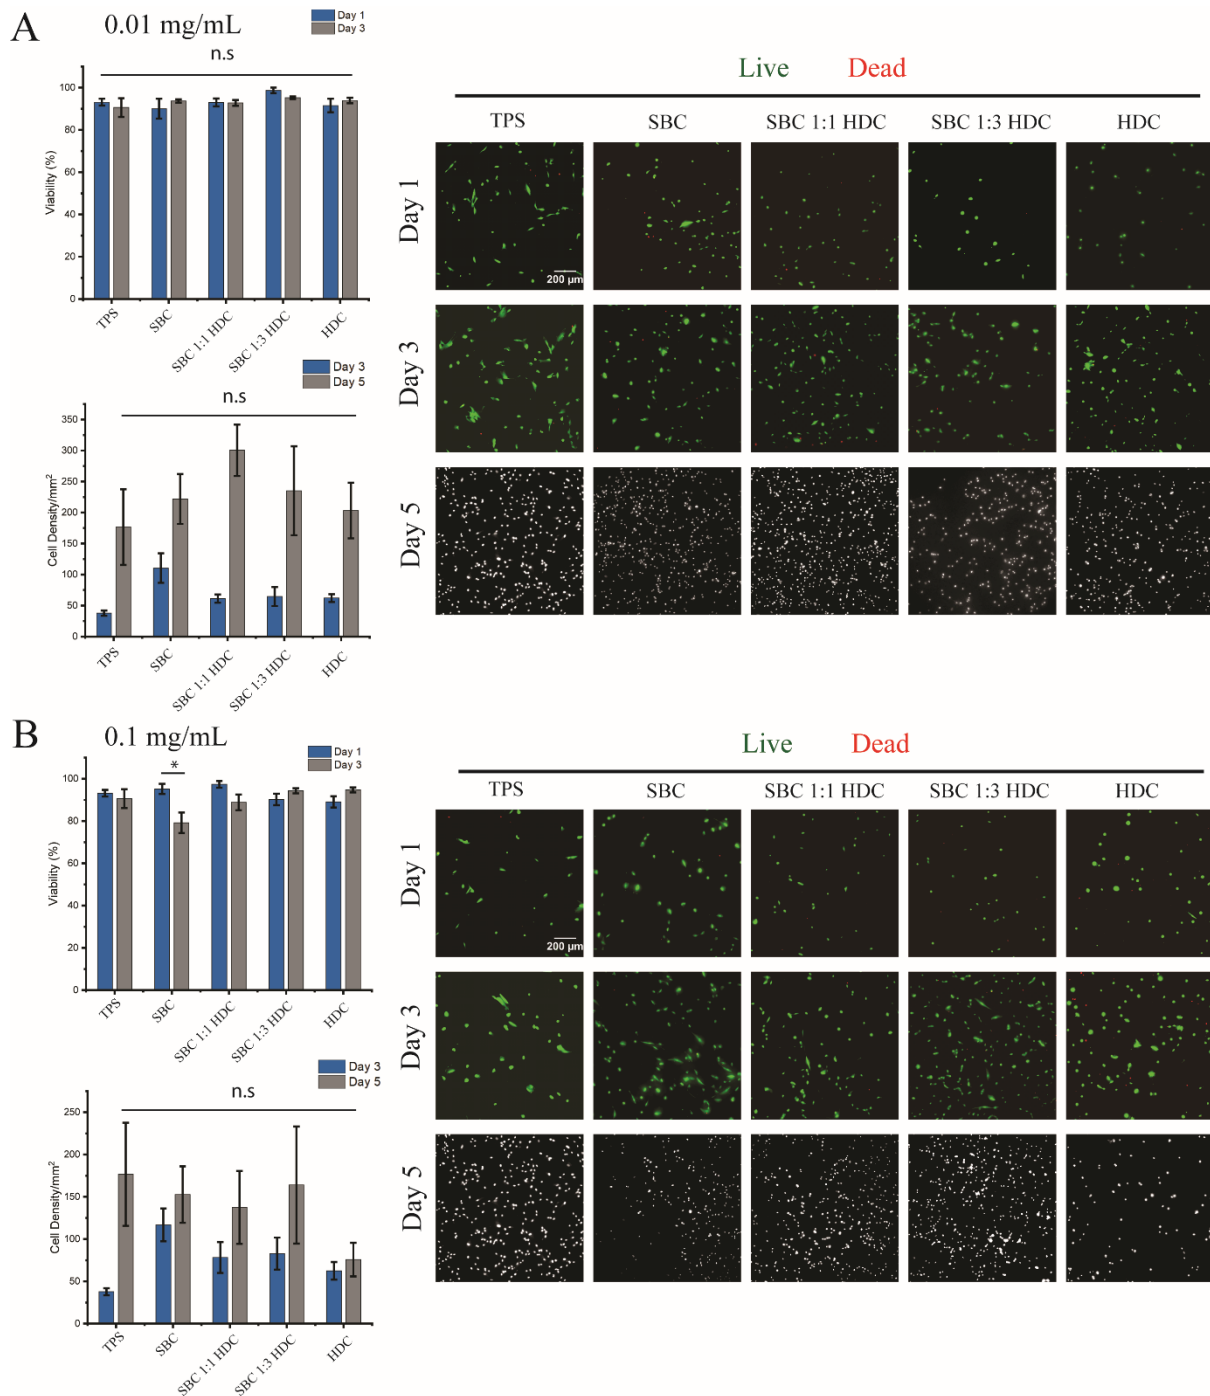 A
0.01 mg/mL
Day 1
Day 3
n.s
Viability (%)
100
80
60
40
20
0
TPS
SBC
SBC 1:1 HDC
SBC 1:3 HDC
HDC
Day 3
Day 5
n.s
Cell Density/mm²
350
300
250
200
150
100
50
0
TPS
SBC
SBC 1:1 HDC
SBC 1:3 HDC
HDC
Live Dead
TPS SBC SBC 1:1 HDC SBC 1:3 HDC HDC
Day 1
200 µm
Day 3
Day 5
B
0.1 mg/mL
Day 1
Day 3
*
Viability (%)
100
80
60
40
20
0
TPS
SBC
SBC 1:1 HDC
SBC 1:3 HDC
HDC
Day 3
Day 5
n.s
Cell Density/mm²
250
200
150
100
50
0
TPS
SBC
SBC 1:1 HDC
SBC 1:3 HDC
HDC
Live Dead
TPS SBC SBC 1:1 HDC SBC 1:3 HDC HDC
Day 1
200 µm
Day 3
Day 5